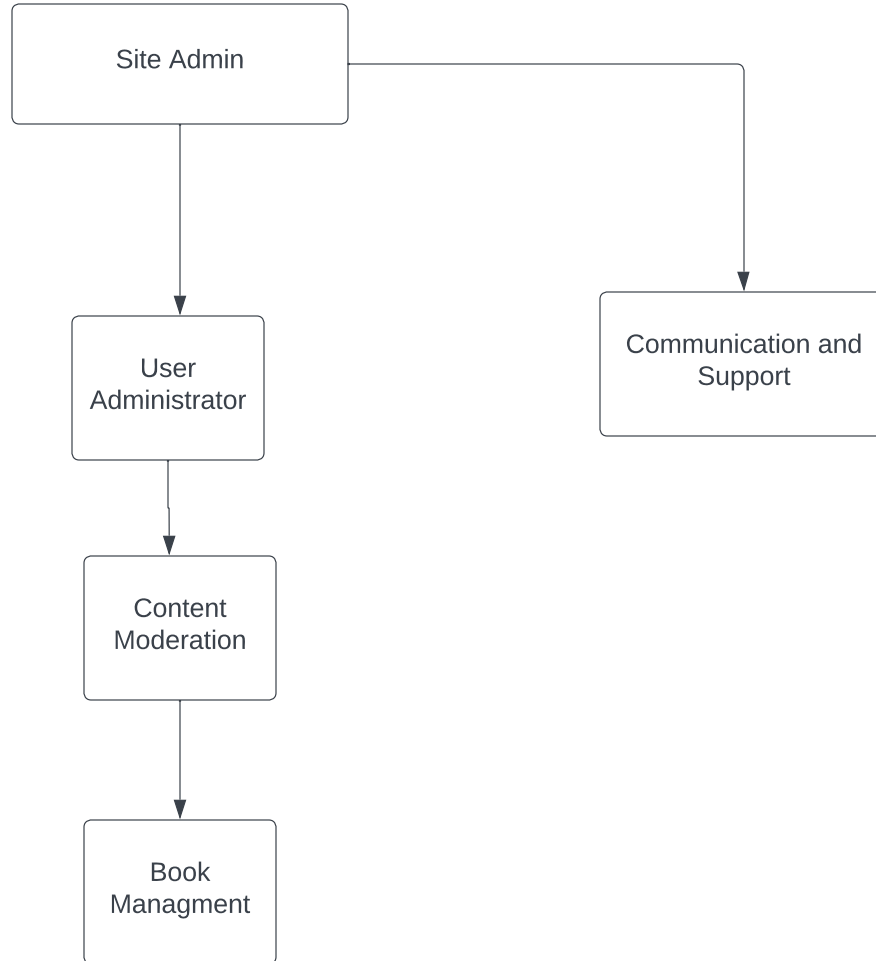 Site Admin
Communication and
Support
User
Administrator
Content
Moderation
Book
Managment